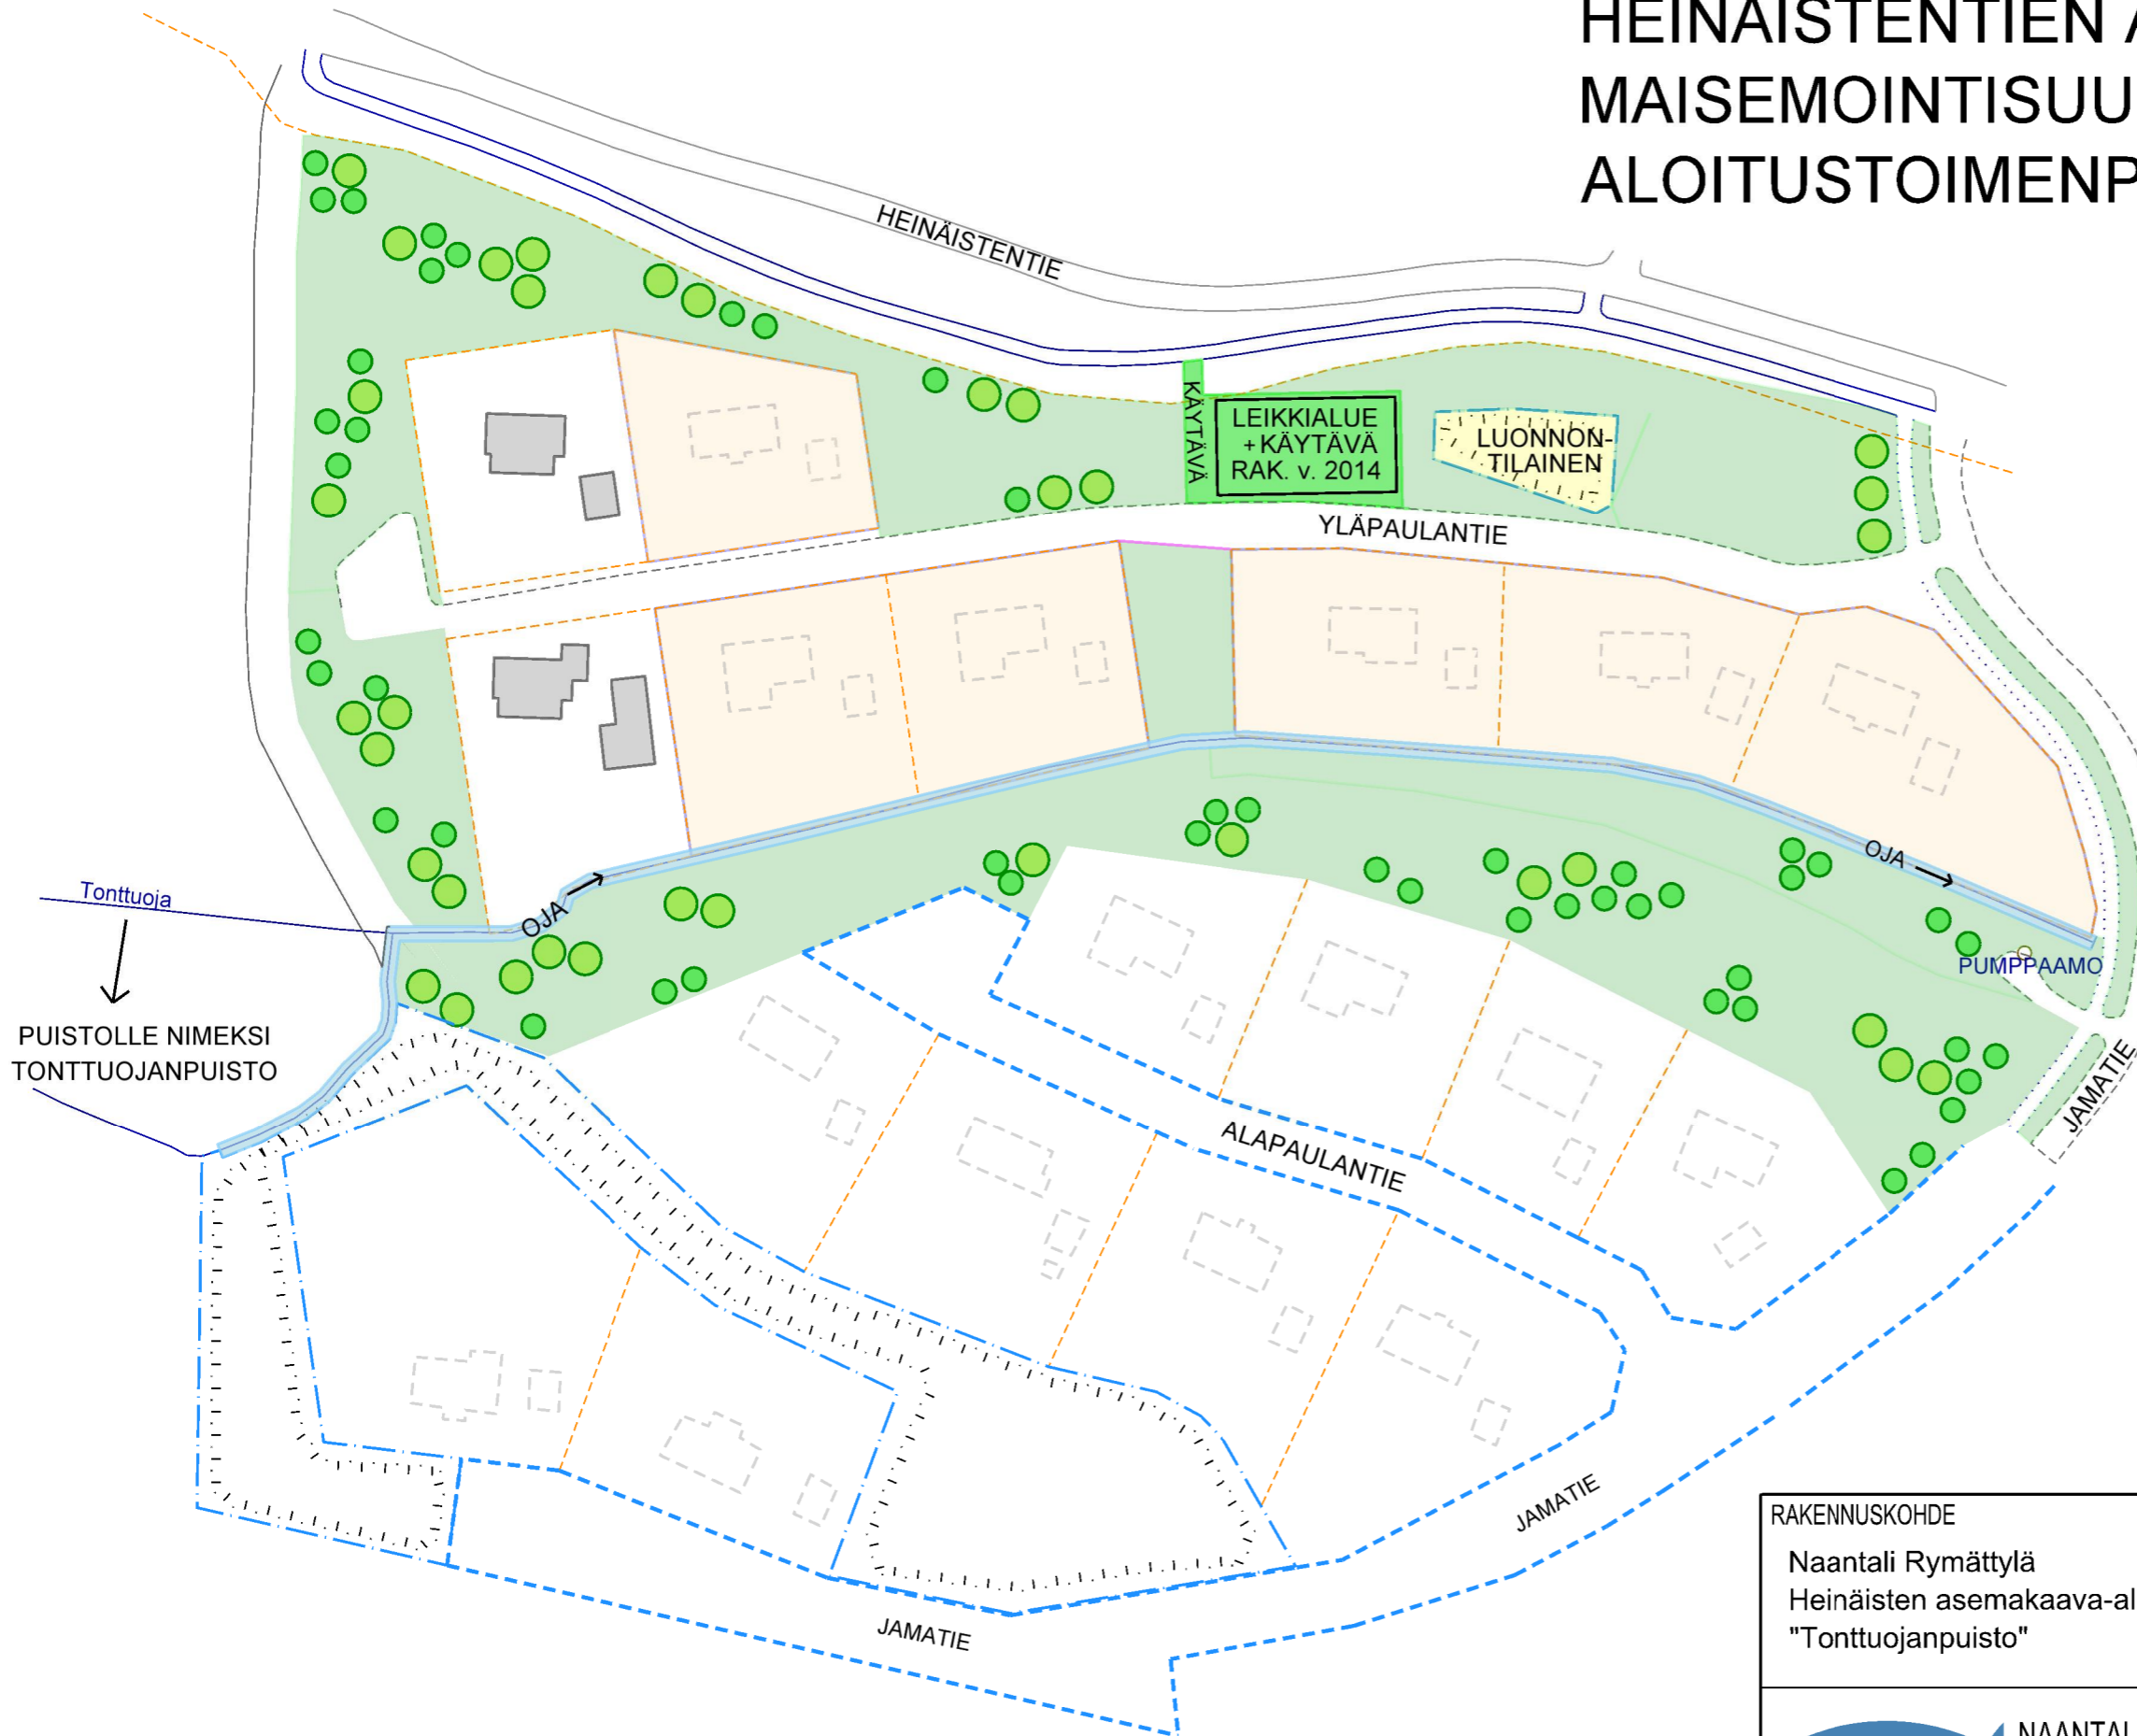 HEINÄISTENTIEN A
MAISEMOINTISUU
ALOITUSTOIMENP
HEINÄISTENTIE
KÄYTÄVÄ
LEIKKIALUE
+KÄYTÄVÄ
RAK. v. 2014
LUONNON-
TILAINEN
YLÄPAULANTIE
Tonttuoja
OJA
OJA
PUMPPAAMO
PUISTOLLE NIMEKSI
TONTTUOJANPUISTO
JAMATIE
ALAPAULANTIE
JAMATIE
JAMATIE
RAKENNUSKOHDE
Naantali Rymättylä
Heinäisten asemakaava-al
"Tonttuojanpuisto"
NAANTAL